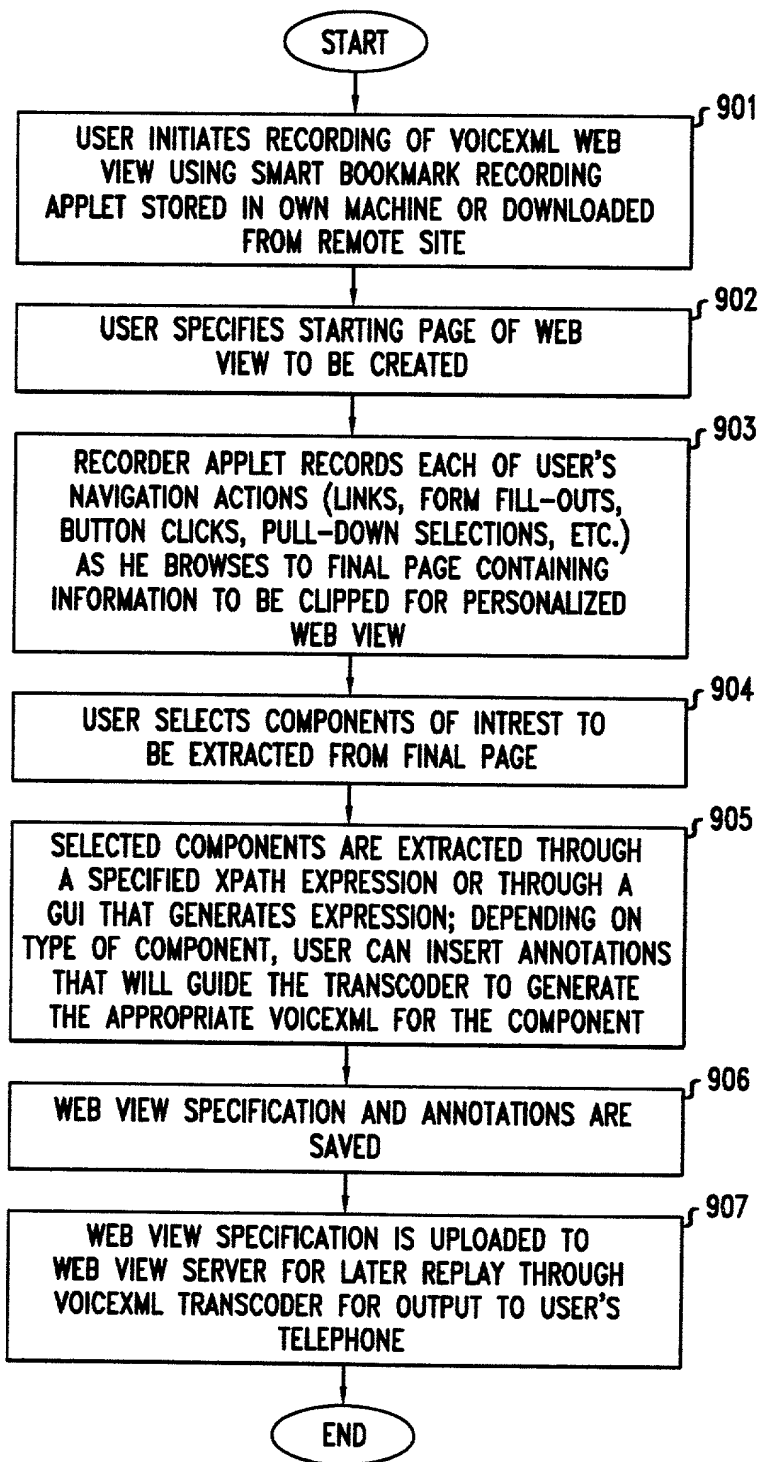 START
901
USER INITIATES RECORDING OF VOICEXML WEB
VIEW USING SMART BOOKMARK RECORDING
APPLET STORED IN OWN MACHINE OR DOWNLOADED
FROM REMOTE SITE
902
USER SPECIFIES STARTING PAGE OF WEB
VIEW TO BE CREATED
903
RECORDER APPLET RECORDS EACH OF USER'S
NAVIGATION ACTIONS (LINKS, FORM FILL-OUTS,
BUTTON CLICKS, PULL-DOWN SELECTIONS, ETC.)
AS HE BROWSES TO FINAL PAGE CONTAINING
INFORMATION TO BE CLIPPED FOR PERSONALIZED
WEB VIEW
904
USER SELECTS COMPONENTS OF INTREST TO
BE EXTRACTED FROM FINAL PAGE
905
SELECTED COMPONENTS ARE EXTRACTED THROUGH
A SPECIFIED XPATH EXPRESSION OR THROUGH A
GUI THAT GENERATES EXPRESSION; DEPENDING ON
TYPE OF COMPONENT, USER CAN INSERT ANNOTATIONS
THAT WILL GUIDE THE TRANSCODER TO GENERATE
THE APPROPRIATE VOICEXML FOR THE COMPONENT
906
WEB VIEW SPECIFICATION AND ANNOTATIONS ARE
SAVED
907
WEB VIEW SPECIFICATION IS UPLOADED TO
WEB VIEW SERVER FOR LATER REPLAY THROUGH
VOICEXML TRANSCODER FOR OUTPUT TO USER'S
TELEPHONE
END